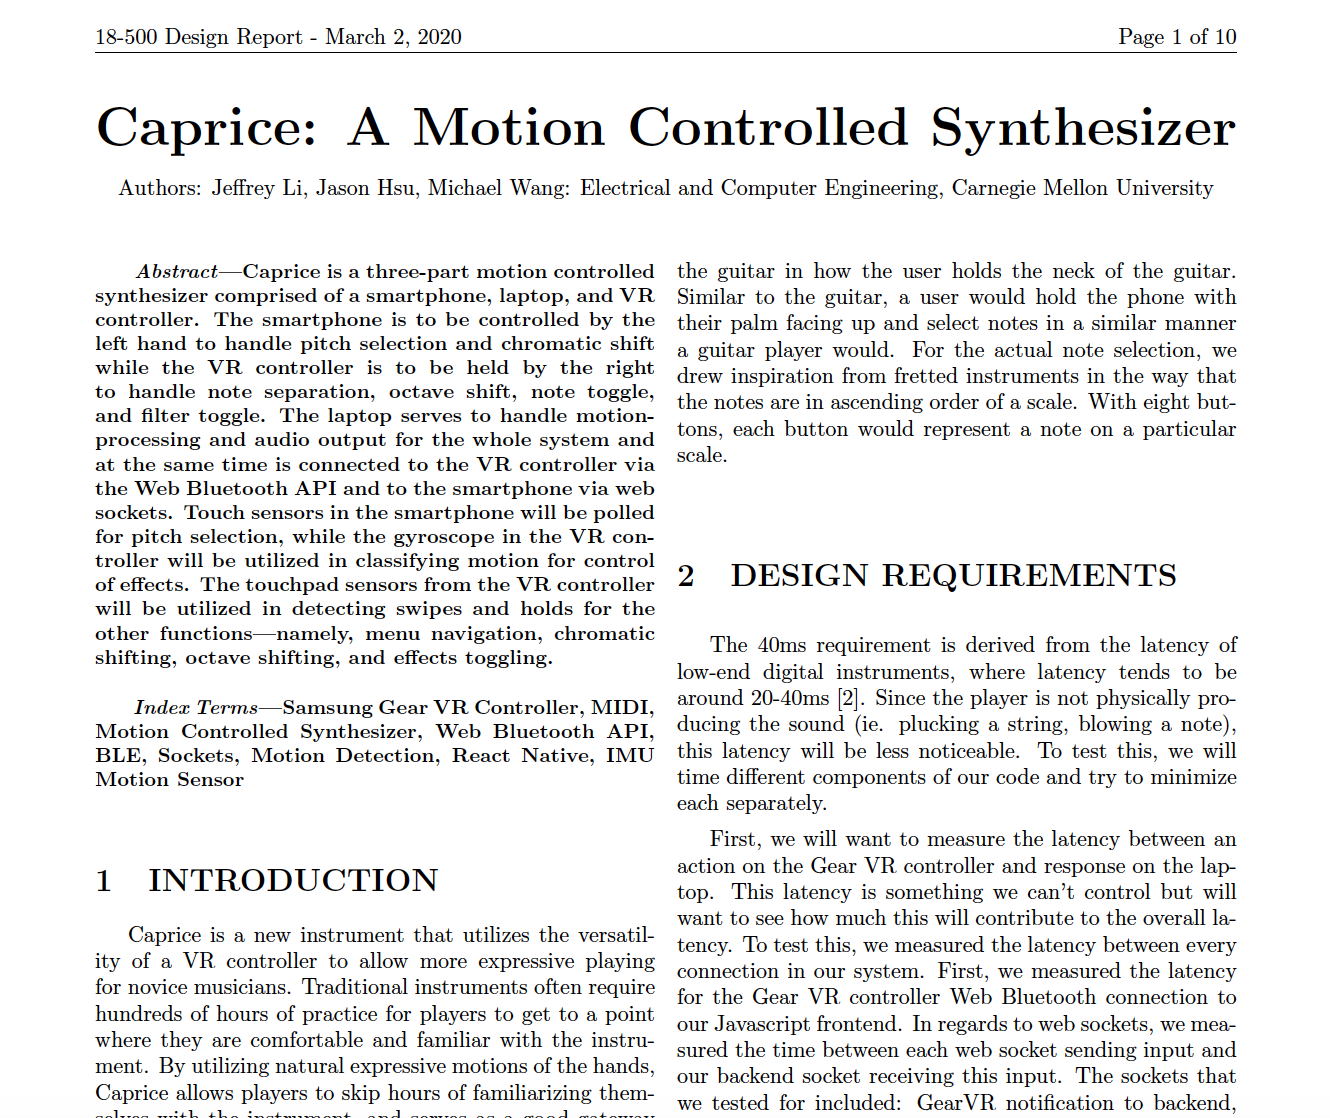 18-500 Design Report - March 2, 2020
Page 1 of 10
Caprice: A Motion Controlled Synthesizer
Authors: Jeffrey Li, Jason Hsu, Michael Wang: Electrical and Computer Engineering, Carnegie Mellon University
Abstract—Caprice is a three-part motion controlled
synthesizer comprised of a smartphone, laptop, and VR
controller. The smartphone is to be controlled by the
left hand to handle pitch selection and chromatic shift
while the VR controller is to be held by the right
to handle note separation, octave shift, note toggle,
and filter toggle. The laptop serves to handle motion-
processing and audio output for the whole system and
at the same time is connected to the VR controller via
the Web Bluetooth API and to the smartphone via web
sockets. Touch sensors in the smartphone will be polled
for pitch selection, while the gyroscope in the VR con-
troller will be utilized in classifying motion for control
of effects. The touchpad sensors from the VR controller
will be utilized in detecting swipes and holds for the
other functions—namely, menu navigation, chromatic
shifting, octave shifting, and effects toggling.
Index Terms—Samsung Gear VR Controller, MIDI,
Motion Controlled Synthesizer, Web Bluetooth API,
BLE, Sockets, Motion Detection, React Native, IMU
Motion Sensor
1 INTRODUCTION
Caprice is a new instrument that utilizes the versatil-
ity of a VR controller to allow more expressive playing
for novice musicians. Traditional instruments often require
hundreds of hours of practice for players to get to a point
where they are comfortable and familiar with the instru-
ment. By utilizing natural expressive motions of the hands,
Caprice allows players to skip hours of familiarizing them-
selves with the instrument, and serves as a good gateway
the guitar in how the user holds the neck of the guitar.
Similar to the guitar, a user would hold the phone with
their palm facing up and select notes in a similar manner
a guitar player would. For the actual note selection, we
drew inspiration from fretted instruments in the way that
the notes are in ascending order of a scale. With eight but-
tons, each button would represent a note on a particular
scale.
2 DESIGN REQUIREMENTS
The 40ms requirement is derived from the latency of
low-end digital instruments, where latency tends to be
around 20-40ms [2]. Since the player is not physically pro-
ducing the sound (ie. plucking a string, blowing a note),
this latency will be less noticeable. To test this, we will
time different components of our code and try to minimize
each separately.
First, we will want to measure the latency between an
action on the Gear VR controller and response on the lap-
top. This latency is something we can't control but will
want to see how much this will contribute to the overall la-
tency. To test this, we measured the latency between every
connection in our system. First, we measured the latency
for the Gear VR controller Web Bluetooth connection to
our Javascript frontend. In regards to web sockets, we mea-
sured the time between each web socket sending input and
our backend socket receiving this input. The sockets that
we tested for included: GearVR notification to backend,